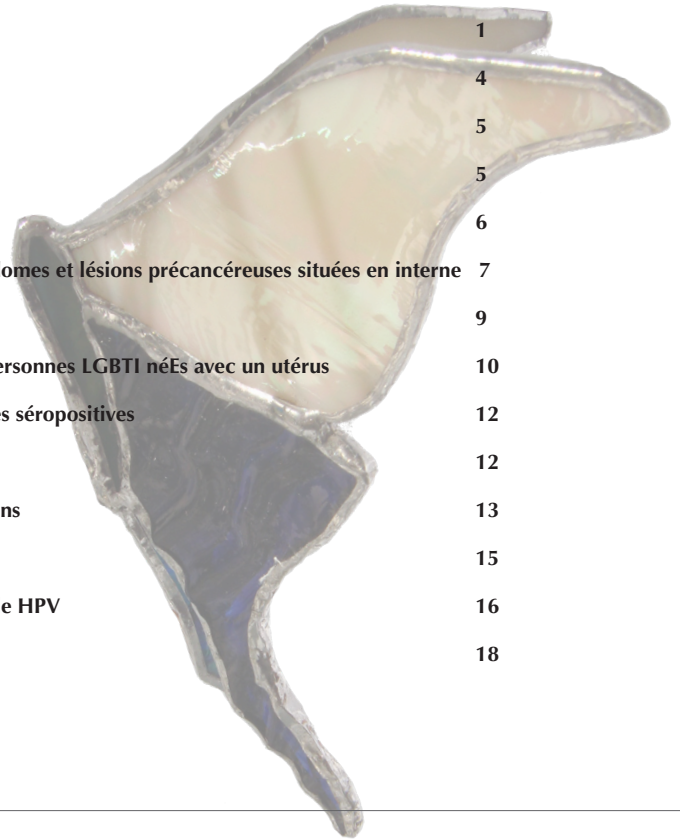 1
4
5
5
6
lomes et lésions précancéreuses situées en interne 7
9
ersonnes LGBTI néEs avec un utérus 10
es séropositives 12
12
ns 13
15
e HPV 16
18